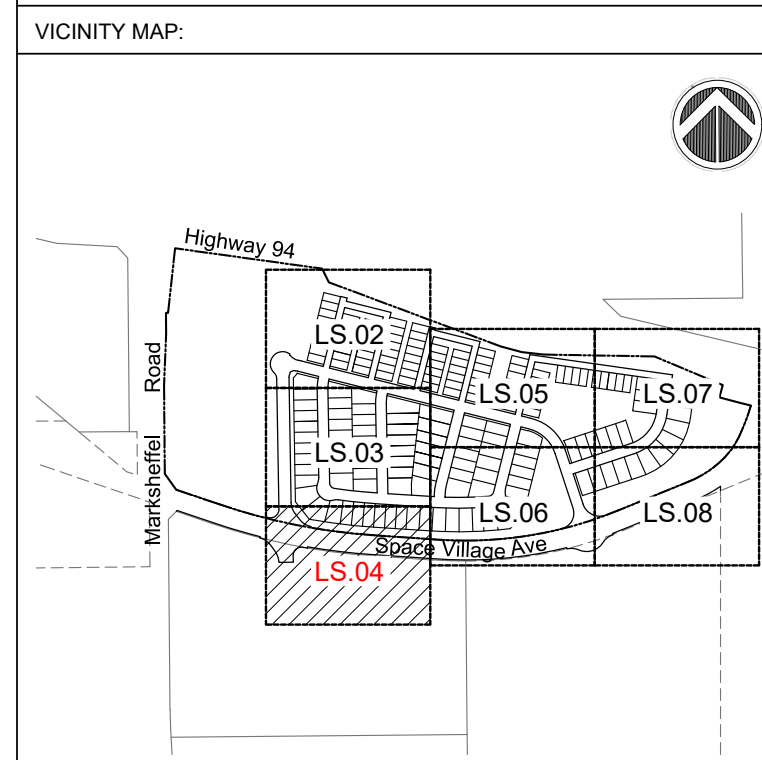 VICINITY MAP:
Highway 94
LS.02
Marksheffel Road
LS.05
LS.07
LS.03
LS.06
LS.08
Space Village Ave
LS.04